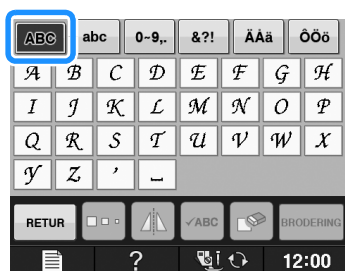 ABC abc 0~9,. &?! ÄÅä ÔÖö
A B C D E F G H
I J K L M N O P
Q R S T U V W X
Y Z ’ _
RETUR ✓ABC BRODERING
? 12:00